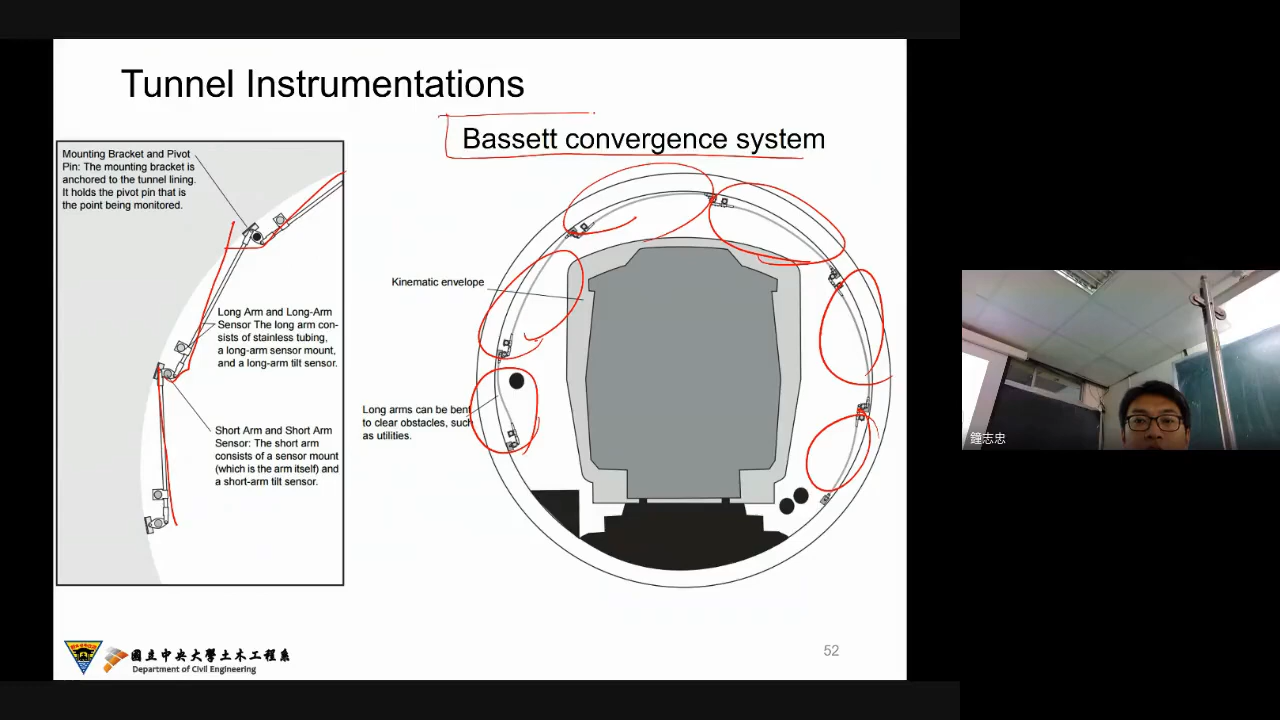 Tunnel Instrumentations
Bassett convergence system
Mounting Bracket and Pivot
Pin: The mounting bracket is
anchored to the tunnel lining.
It holds the pivot pin that is
the point being monitored.
Long Arm and Long-Arm
Sensor The long arm con-
sists of stainless tubing,
a long-arm sensor mount,
and a long-arm tilt sensor.
Short Arm and Short Arm
Sensor: The short arm
consists of a sensor mount
(which is the arm itself) and
a short-arm tilt sensor.
Kinematic envelope
Long arms can be bent
to clear obstacles, such
as utilities.
國立中央大學土木工程系
Department of Civil Engineering
52
鐘志忠